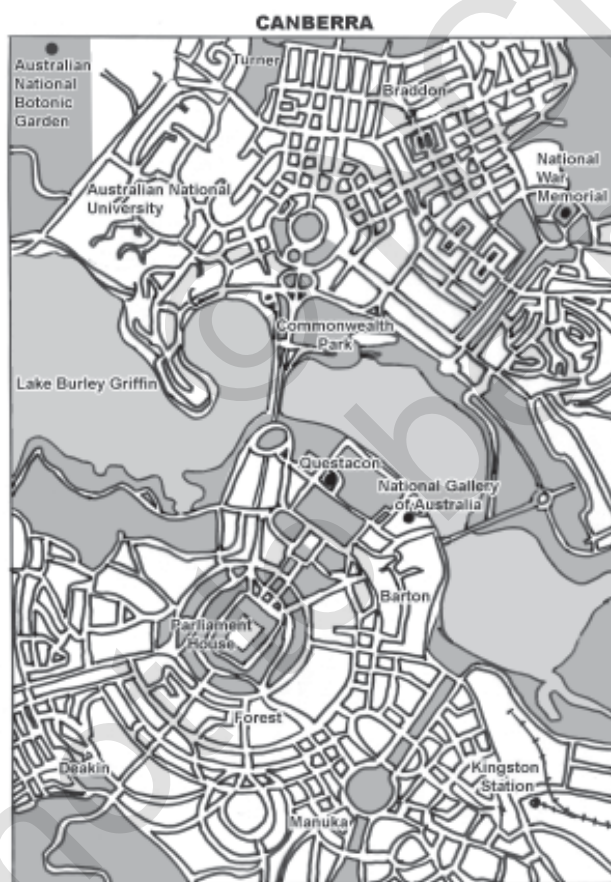 CANBERRA
Australian
National
Botonic
Garden
Turner
Braddon
National
War
Memorial
Australian National
University
Commonwealth
Park
Lake Burley Griffin
Questacon
National Gallery
of Australia
Barton
Parliament
House
Forest
Deakin
Kingston
Station
Manuka